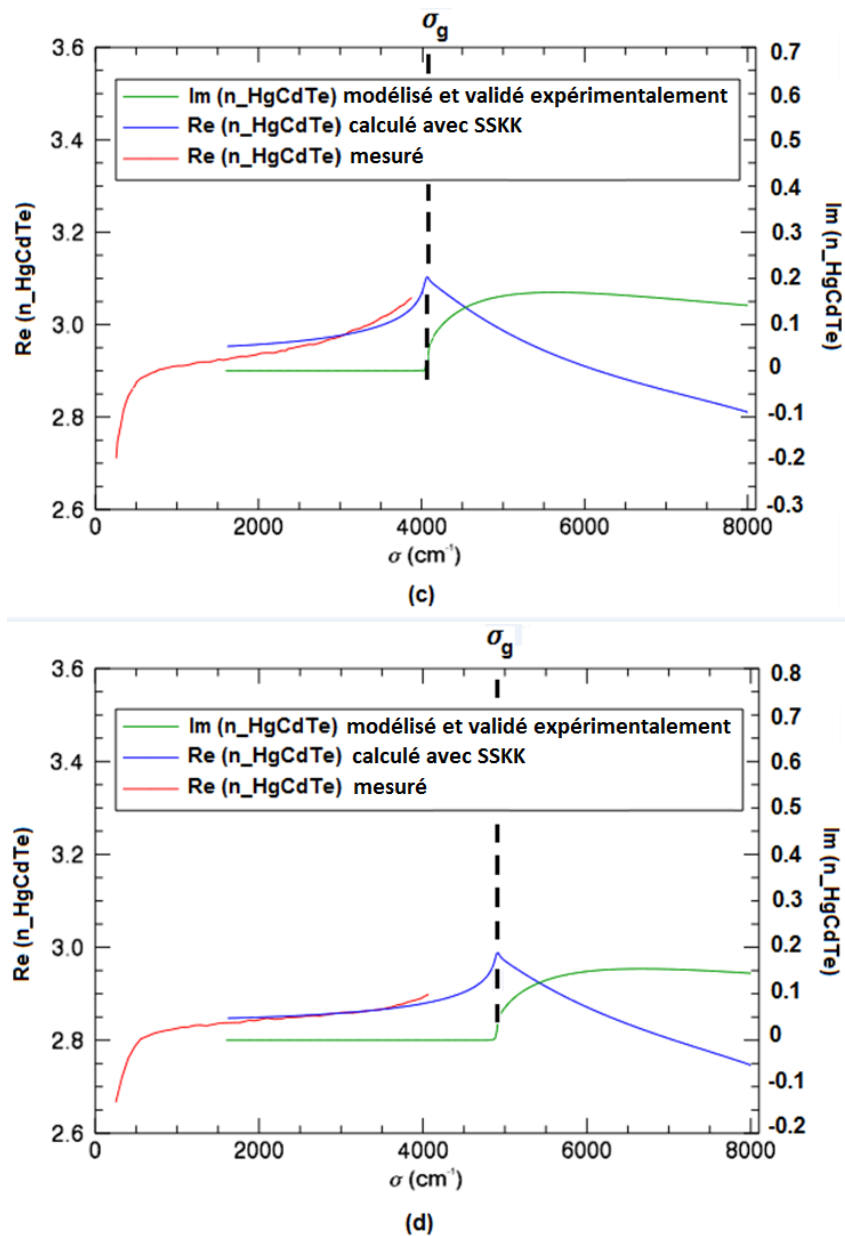 σg
3.6
3.4
3.2
3.0
2.8
2.6
Re (n_HgCdTe)
Im (n_HgCdTe) modélisé et validé expérimentalement
Re (n_HgCdTe) calculé avec SSKK
Re (n_HgCdTe) mesuré
0.7
0.6
0.5
0.4
0.3
0.2
0.1
0
-0.1
-0.2
-0.3
Im (n_HgCdTe)
0 2000 4000 6000 8000
σ (cm⁻¹)
(c)
σg
3.6
3.4
3.2
3.0
2.8
2.6
Re (n_HgCdTe)
Im (n_HgCdTe) modélisé et validé expérimentalement
Re (n_HgCdTe) calculé avec SSKK
Re (n_HgCdTe) mesuré
0.8
0.7
0.6
0.5
0.4
0.3
0.2
0.1
0
-0.1
-0.2
Im (n_HgCdTe)
0 2000 4000 6000 8000
σ (cm⁻¹)
(d)